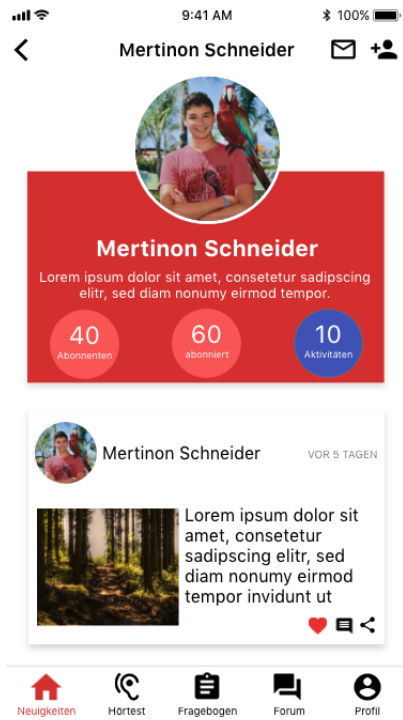 9:41 AM
100%
Mertinon Schneider
Mertinon Schneider
Lorem ipsum dolor sit amet, consetetur sadipscing
elitr, sed diam nonumy eirmod tempor.
40
Abonnenten
60
abonniert
10
Aktivitäten
Mertinon Schneider
VOR 5 TAGEN
Lorem ipsum dolor sit
amet, consetetur
sadipscing elitr, sed
diam nonumy eirmod
tempor invidunt ut
Neuigkeiten
Hörtest
Fragebogen
Forum
Profil